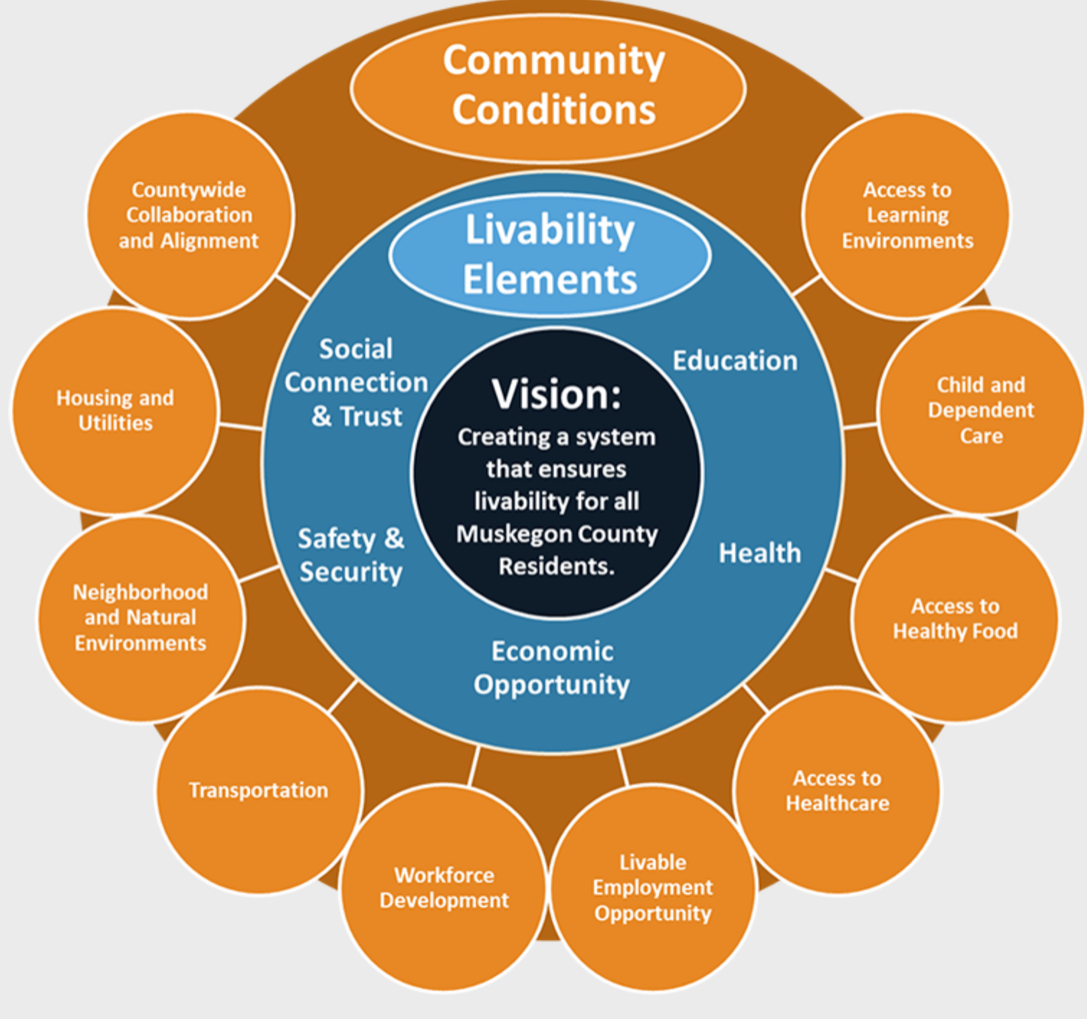 Community
Conditions
Livability
Elements
Vision:
Creating a system
that ensures
livability for all
Muskegon County
Residents.
Social
Connection
& Trust
Education
Safety &
Security
Health
Economic
Opportunity
Countywide
Collaboration
and Alignment
Access to
Learning
Environments
Housing and
Utilities
Child and
Dependent
Care
Neighborhood
and Natural
Environments
Access to
Healthy Food
Transportation
Access to
Healthcare
Workforce
Development
Livable
Employment
Opportunity